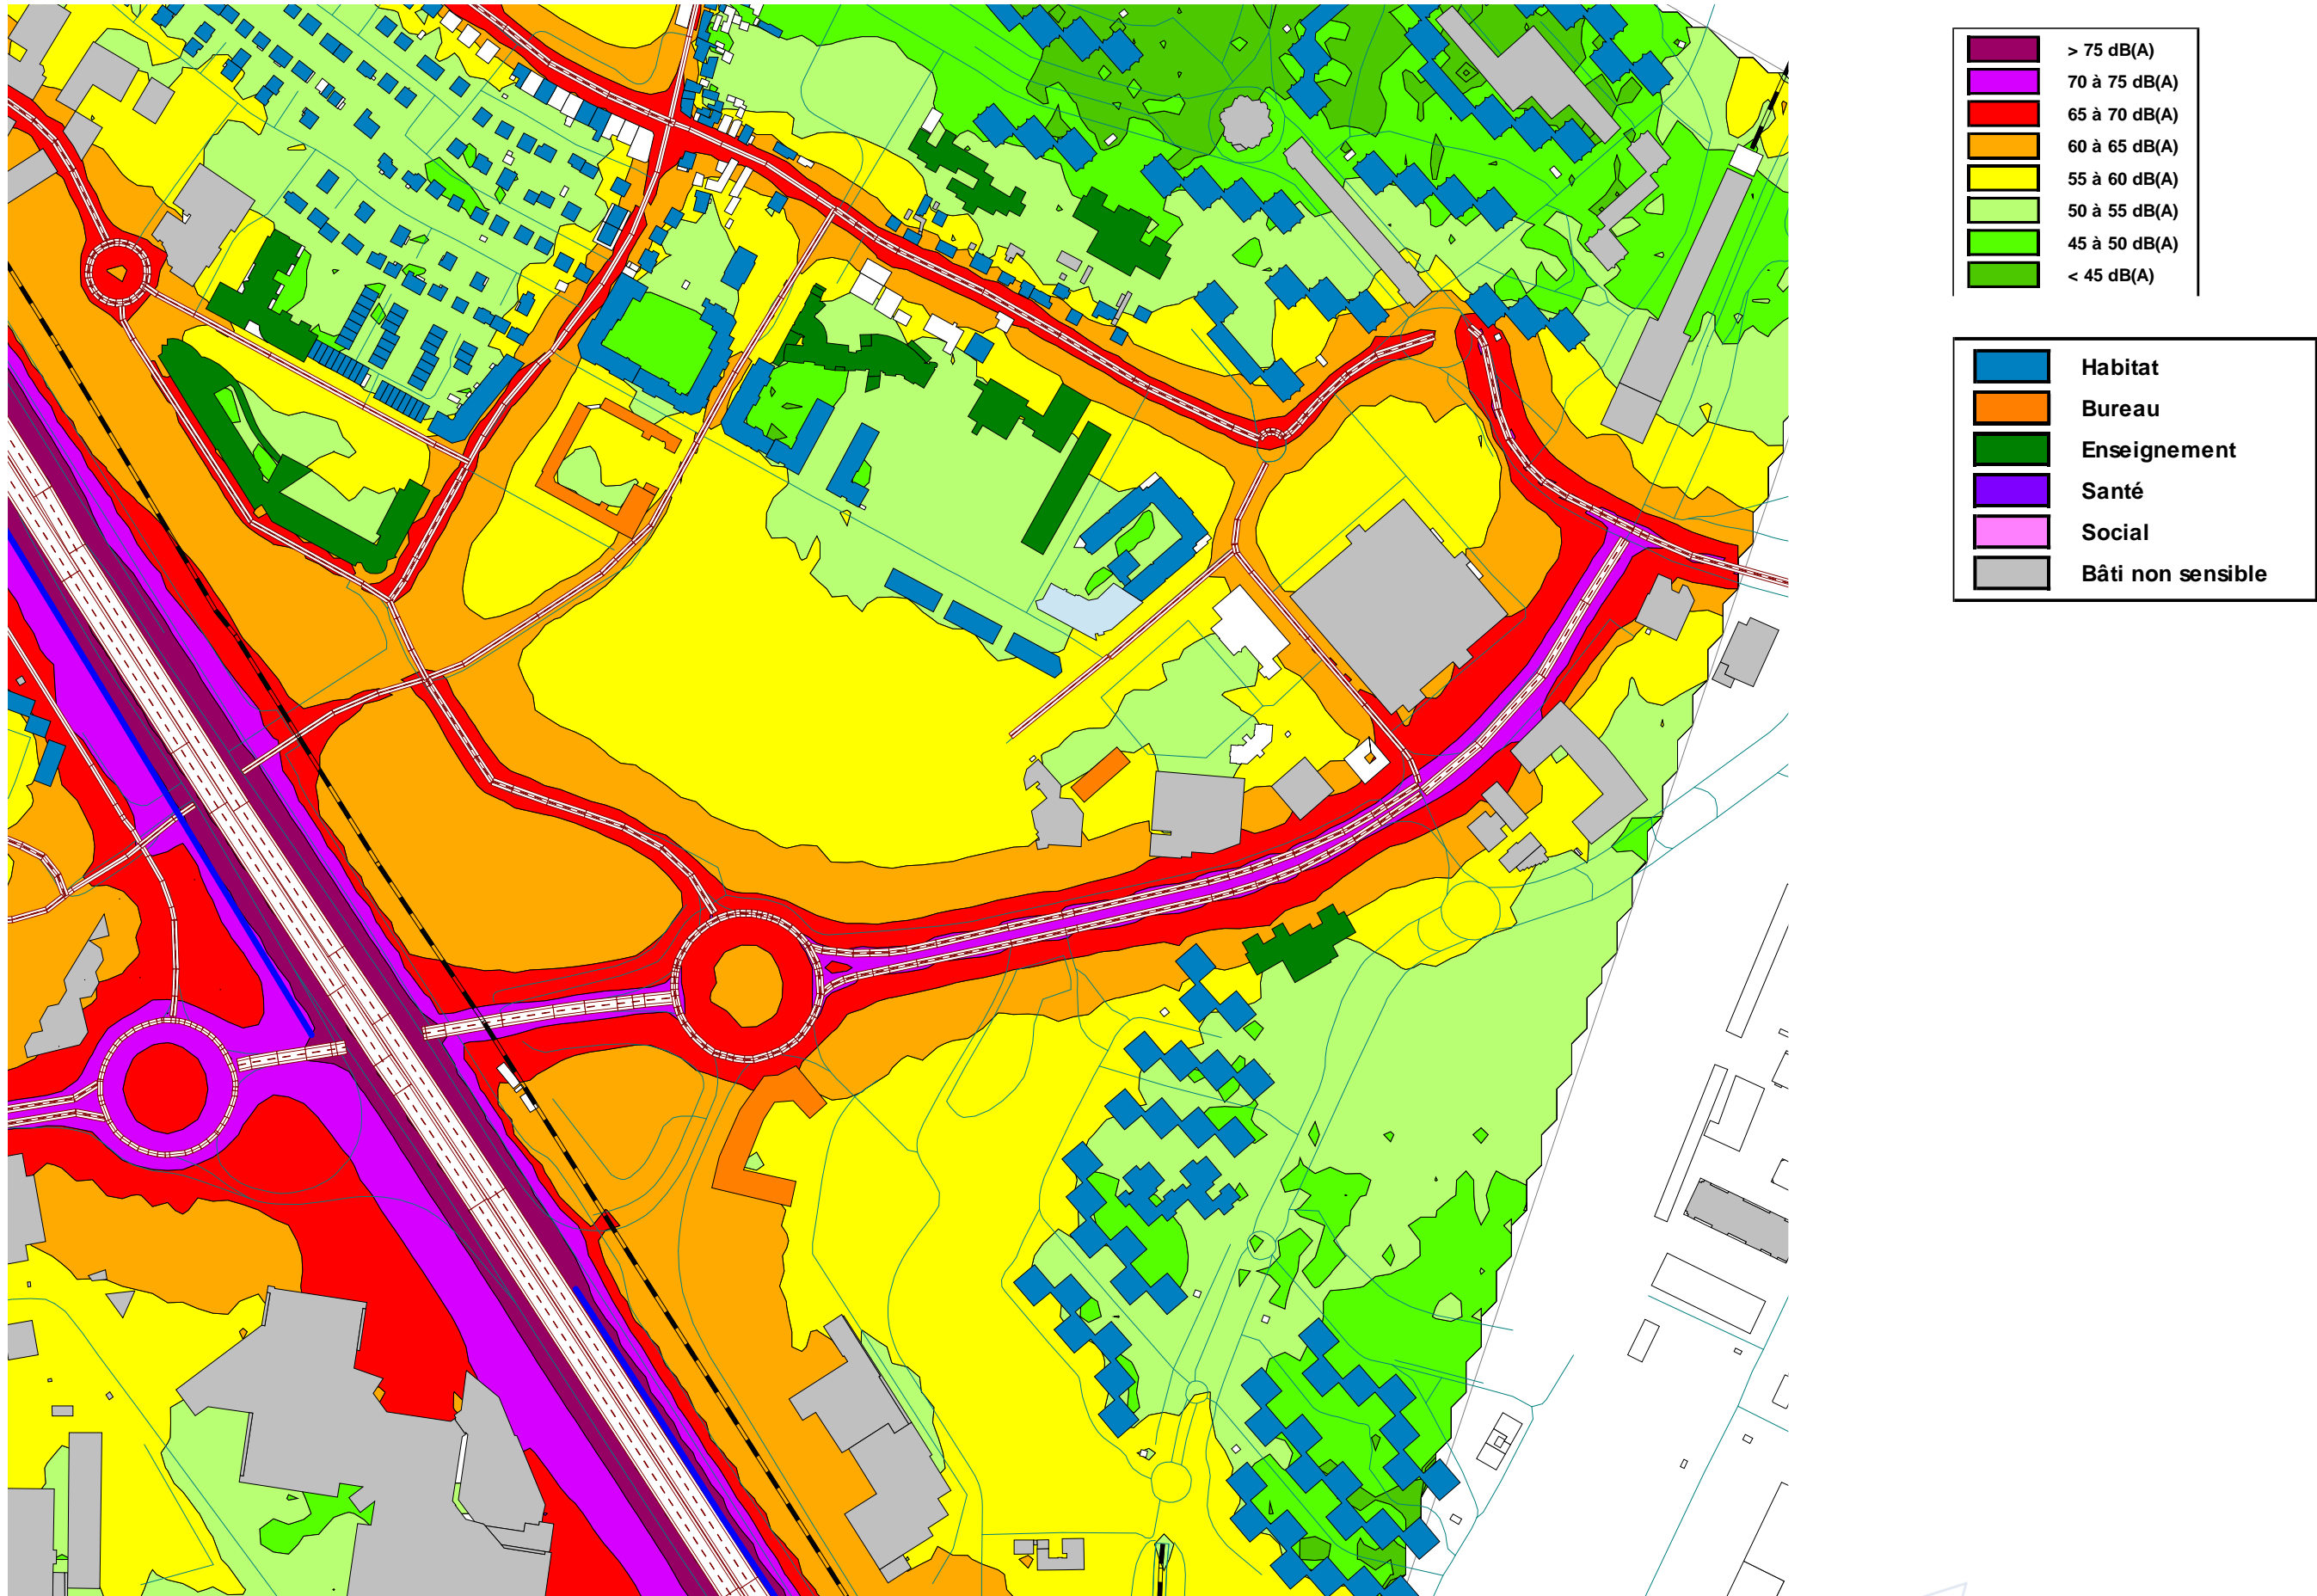 > 75 dB(A)
70 à 75 dB(A)
65 à 70 dB(A)
60 à 65 dB(A)
55 à 60 dB(A)
50 à 55 dB(A)
45 à 50 dB(A)
< 45 dB(A)
Habitat
Bureau
Enseignement
Santé
Social
Bâti non sensible